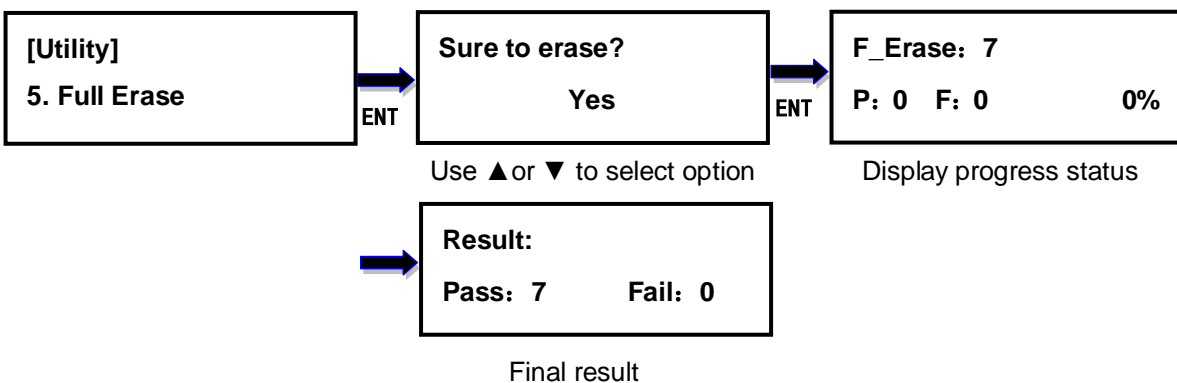 [Utility]
5. Full Erase
ENT
Sure to erase?
Yes
Use ▲or ▼ to select option
ENT
F_Erase：7
P：0 F：0 0%
Display progress status
Result:
Pass：7 Fail：0
Final result